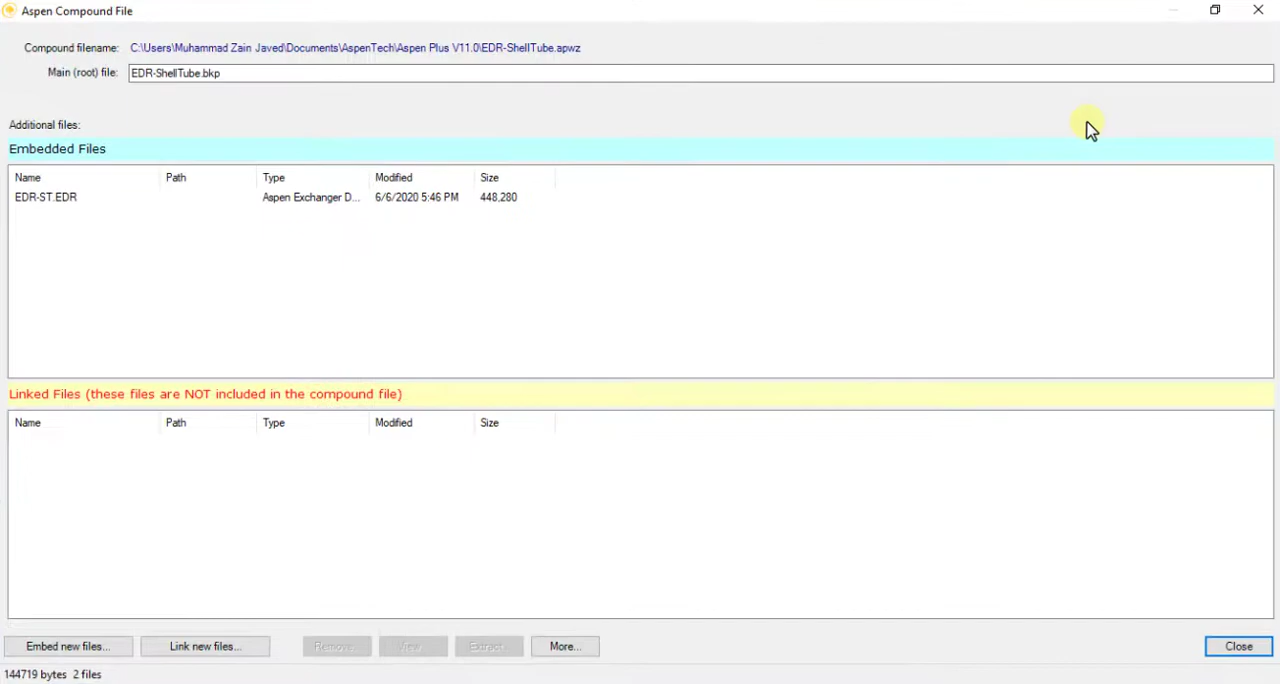 Aspen Compound File
Compound filename: C:\Users\Muhammad Zain Javed\Documents\AspenTech\Aspen Plus V11.0\EDR-ShellTube.apwz
Main (root) file: EDR-ShellTube.bkp
Additional files:
Embedded Files
Name Path Type Modified Size
EDR-ST.EDR Aspen Exchanger D... 6/6/2020 5:46 PM 448,280
Linked Files (these files are NOT included in the compound file)
Name Path Type Modified Size
Embed new files... Link new files... Remove... View... Extract... More... Close
144719 bytes 2 files